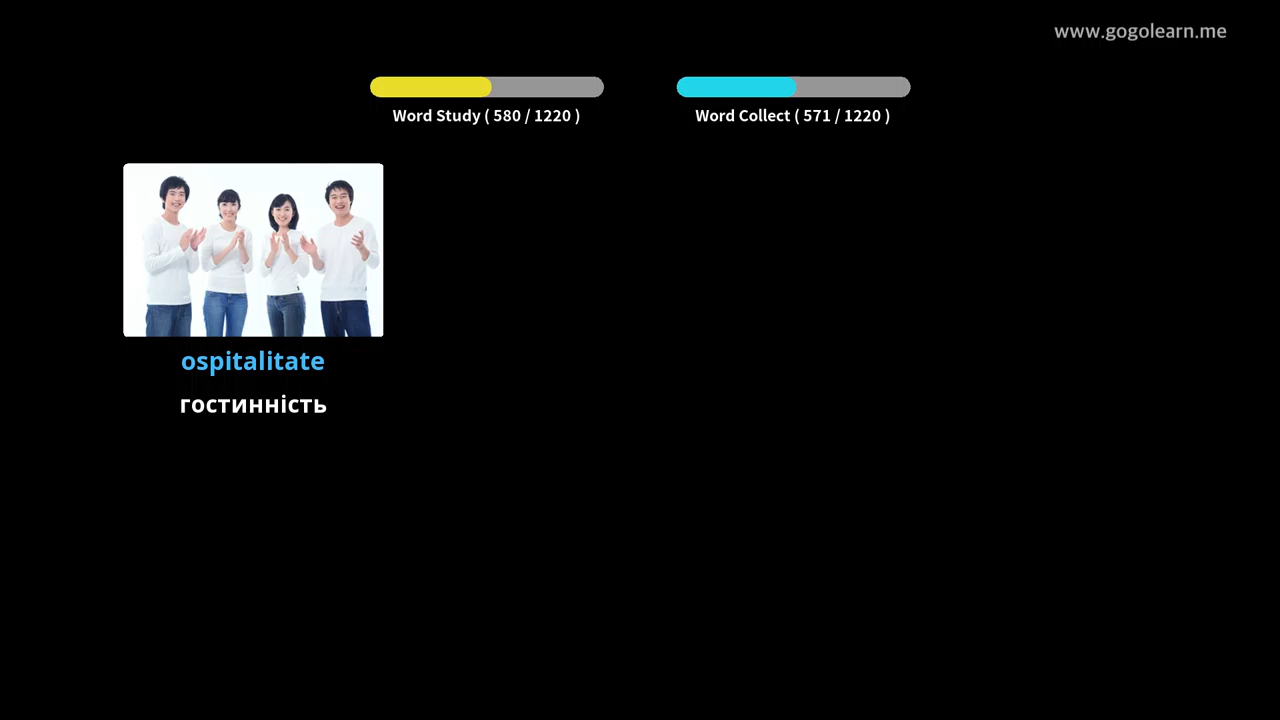 www.gogolearn.me
Word Study ( 580 / 1220 )
Word Collect ( 571 / 1220 )
ospitalitate
гостинність